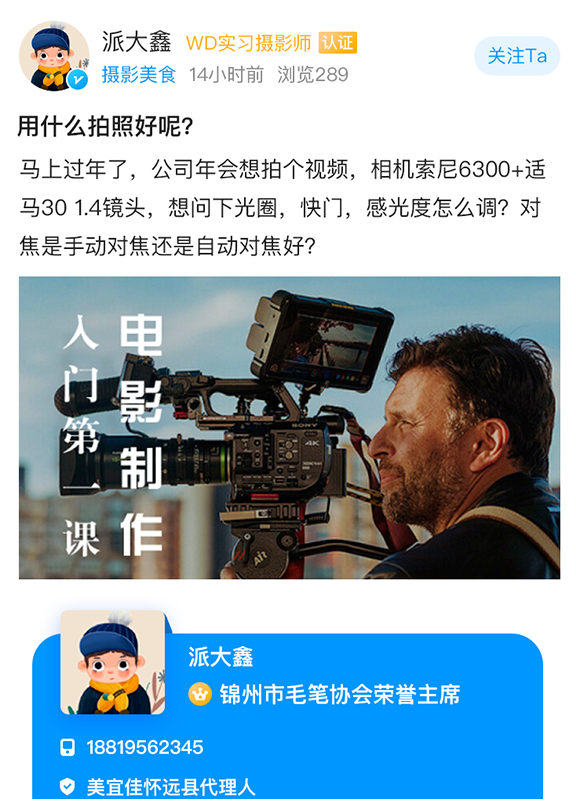 派大鑫 WD实习摄影师 认证
摄影美食 14小时前 浏览289
关注Ta
用什么拍照好呢?
马上过年了，公司年会想拍个视频，相机索尼6300+适
马30 1.4镜头，想问下光圈，快门，感光度怎么调？对
焦是手动对焦还是自动对焦好？
电影制作
入门第一课
SONY
4K
派大鑫
锦州市毛笔协会荣誉主席
18819562345
美宜佳怀远县代理人